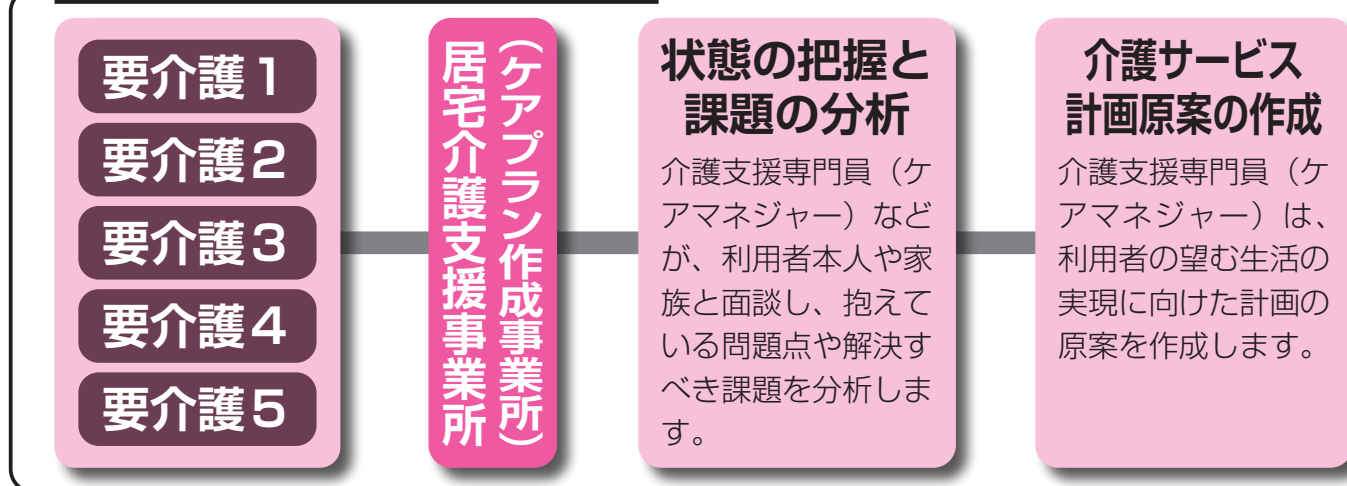 要介護1
要介護2
要介護3
要介護4
要介護5
居宅介護支援事業所
（ケアプラン作成事業所）
状態の把握と
課題の分析
介護支援専門員（ケ
アマネジャー）など
が、利用者本人や家
族と面談し、抱えて
いる問題点や解決す
べき課題を分析しま
す。
介護サービス
計画原案の作成
介護支援専門員（ケ
アマネジャー）は、
利用者の望む生活の
実現に向けた計画の
原案を作成します。